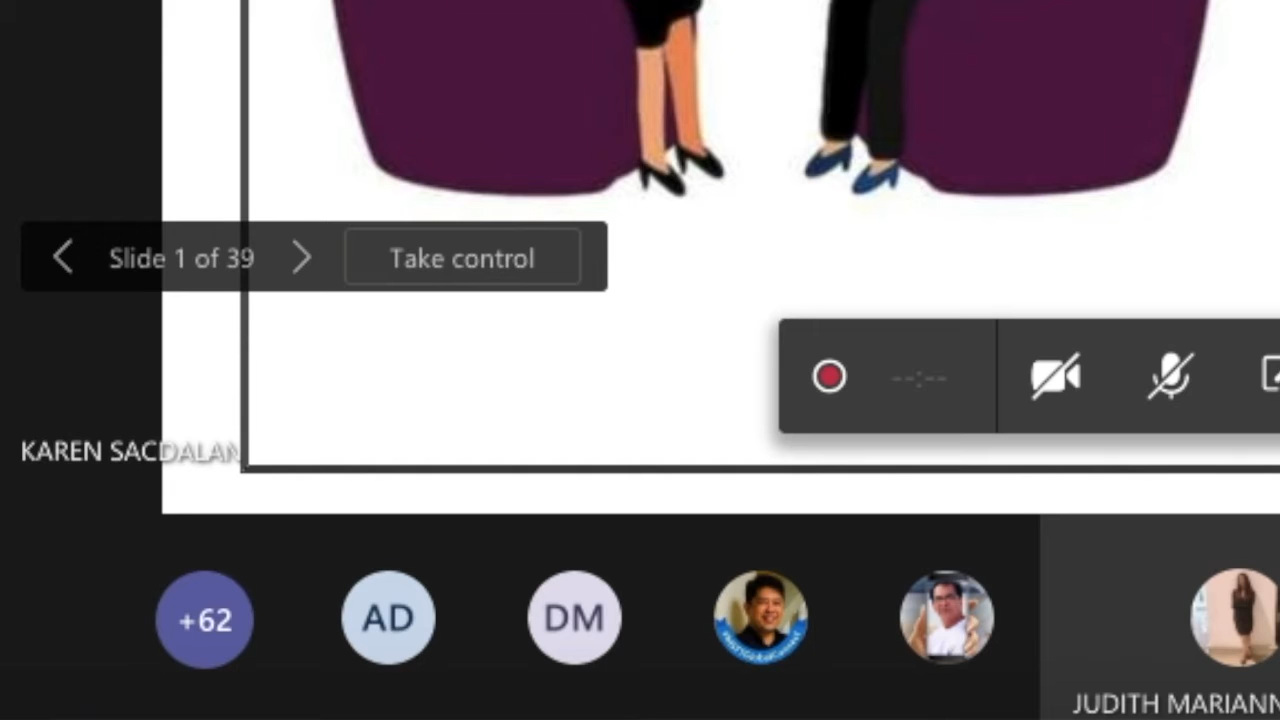 Slide 1 of 39
Take control
--:--
KAREN SACDALAN
+62
AD
DM
JUDITH MARIANN